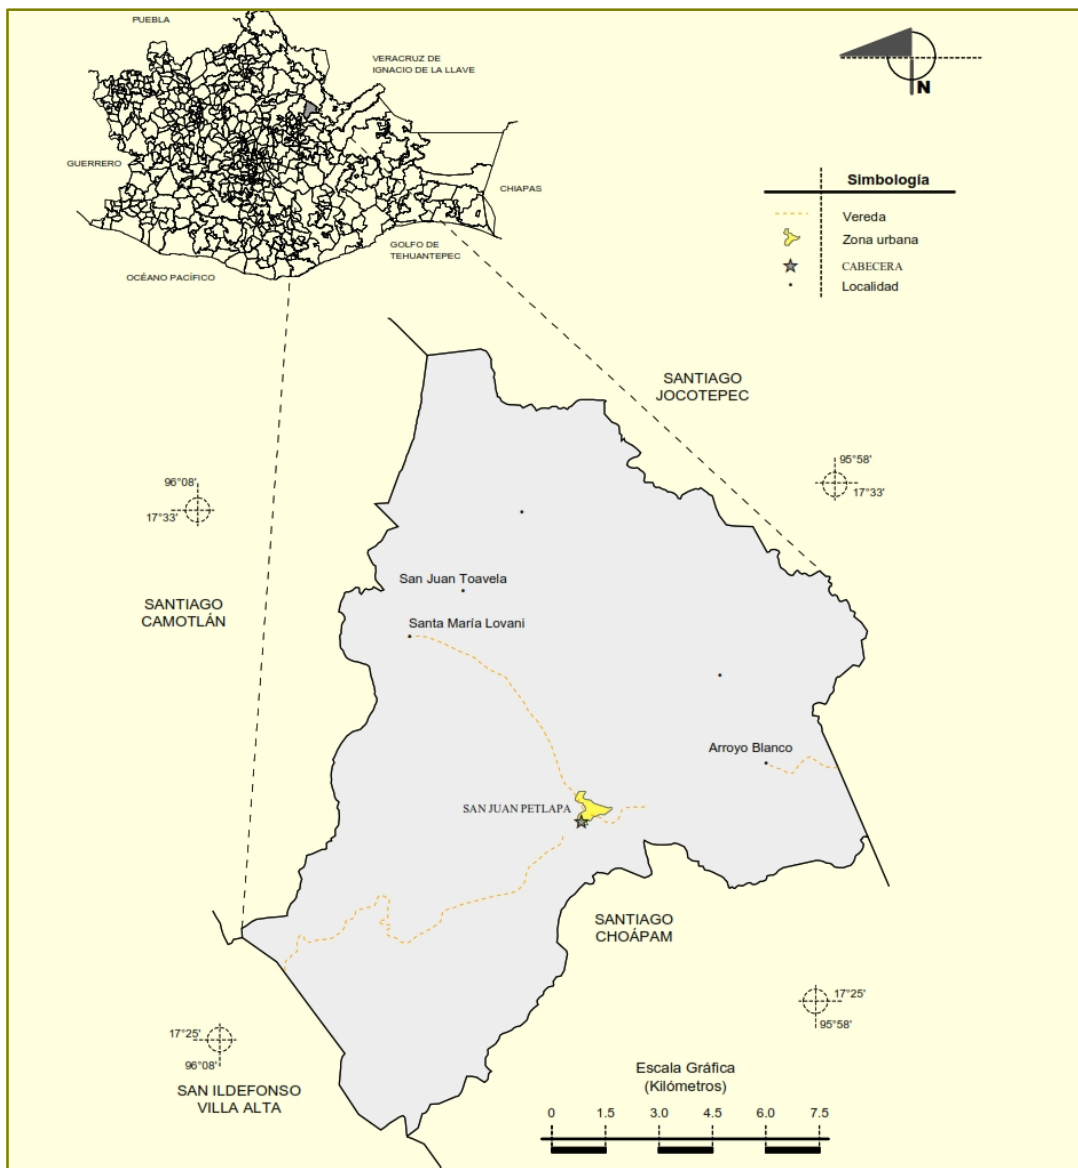 PUEBLA
VERACRUZ DE
IGNACIO DE LA LLAVE
GUERRERO
CHIAPAS
GOLFO DE
TEHUANTEPEC
OCÉANO PACÍFICO
N
Simbología
Vereda
Zona urbana
CABECERA
Localidad
SANTIAGO
JOCOTEPEC
96°08'
17°33'
95°58'
17°33'
San Juan Toavela
SANTIAGO
CAMOTLÁN
Santa María Lovani
Arroyo Blanco
SAN JUAN PETLAPA
SANTIAGO
CHOÁPAM
17°25'
95°58'
17°25'
96°08'
SAN ILDEFONSO
VILLA ALTA
Escala Gráfica
(Kilómetros)
0 1.5 3.0 4.5 6.0 7.5